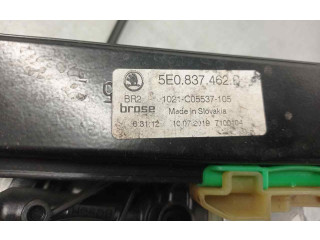 5E0.837.462.C
BR2 1021-C05537-105
brose Made in Slovakia
6:31:12 10.07.2019